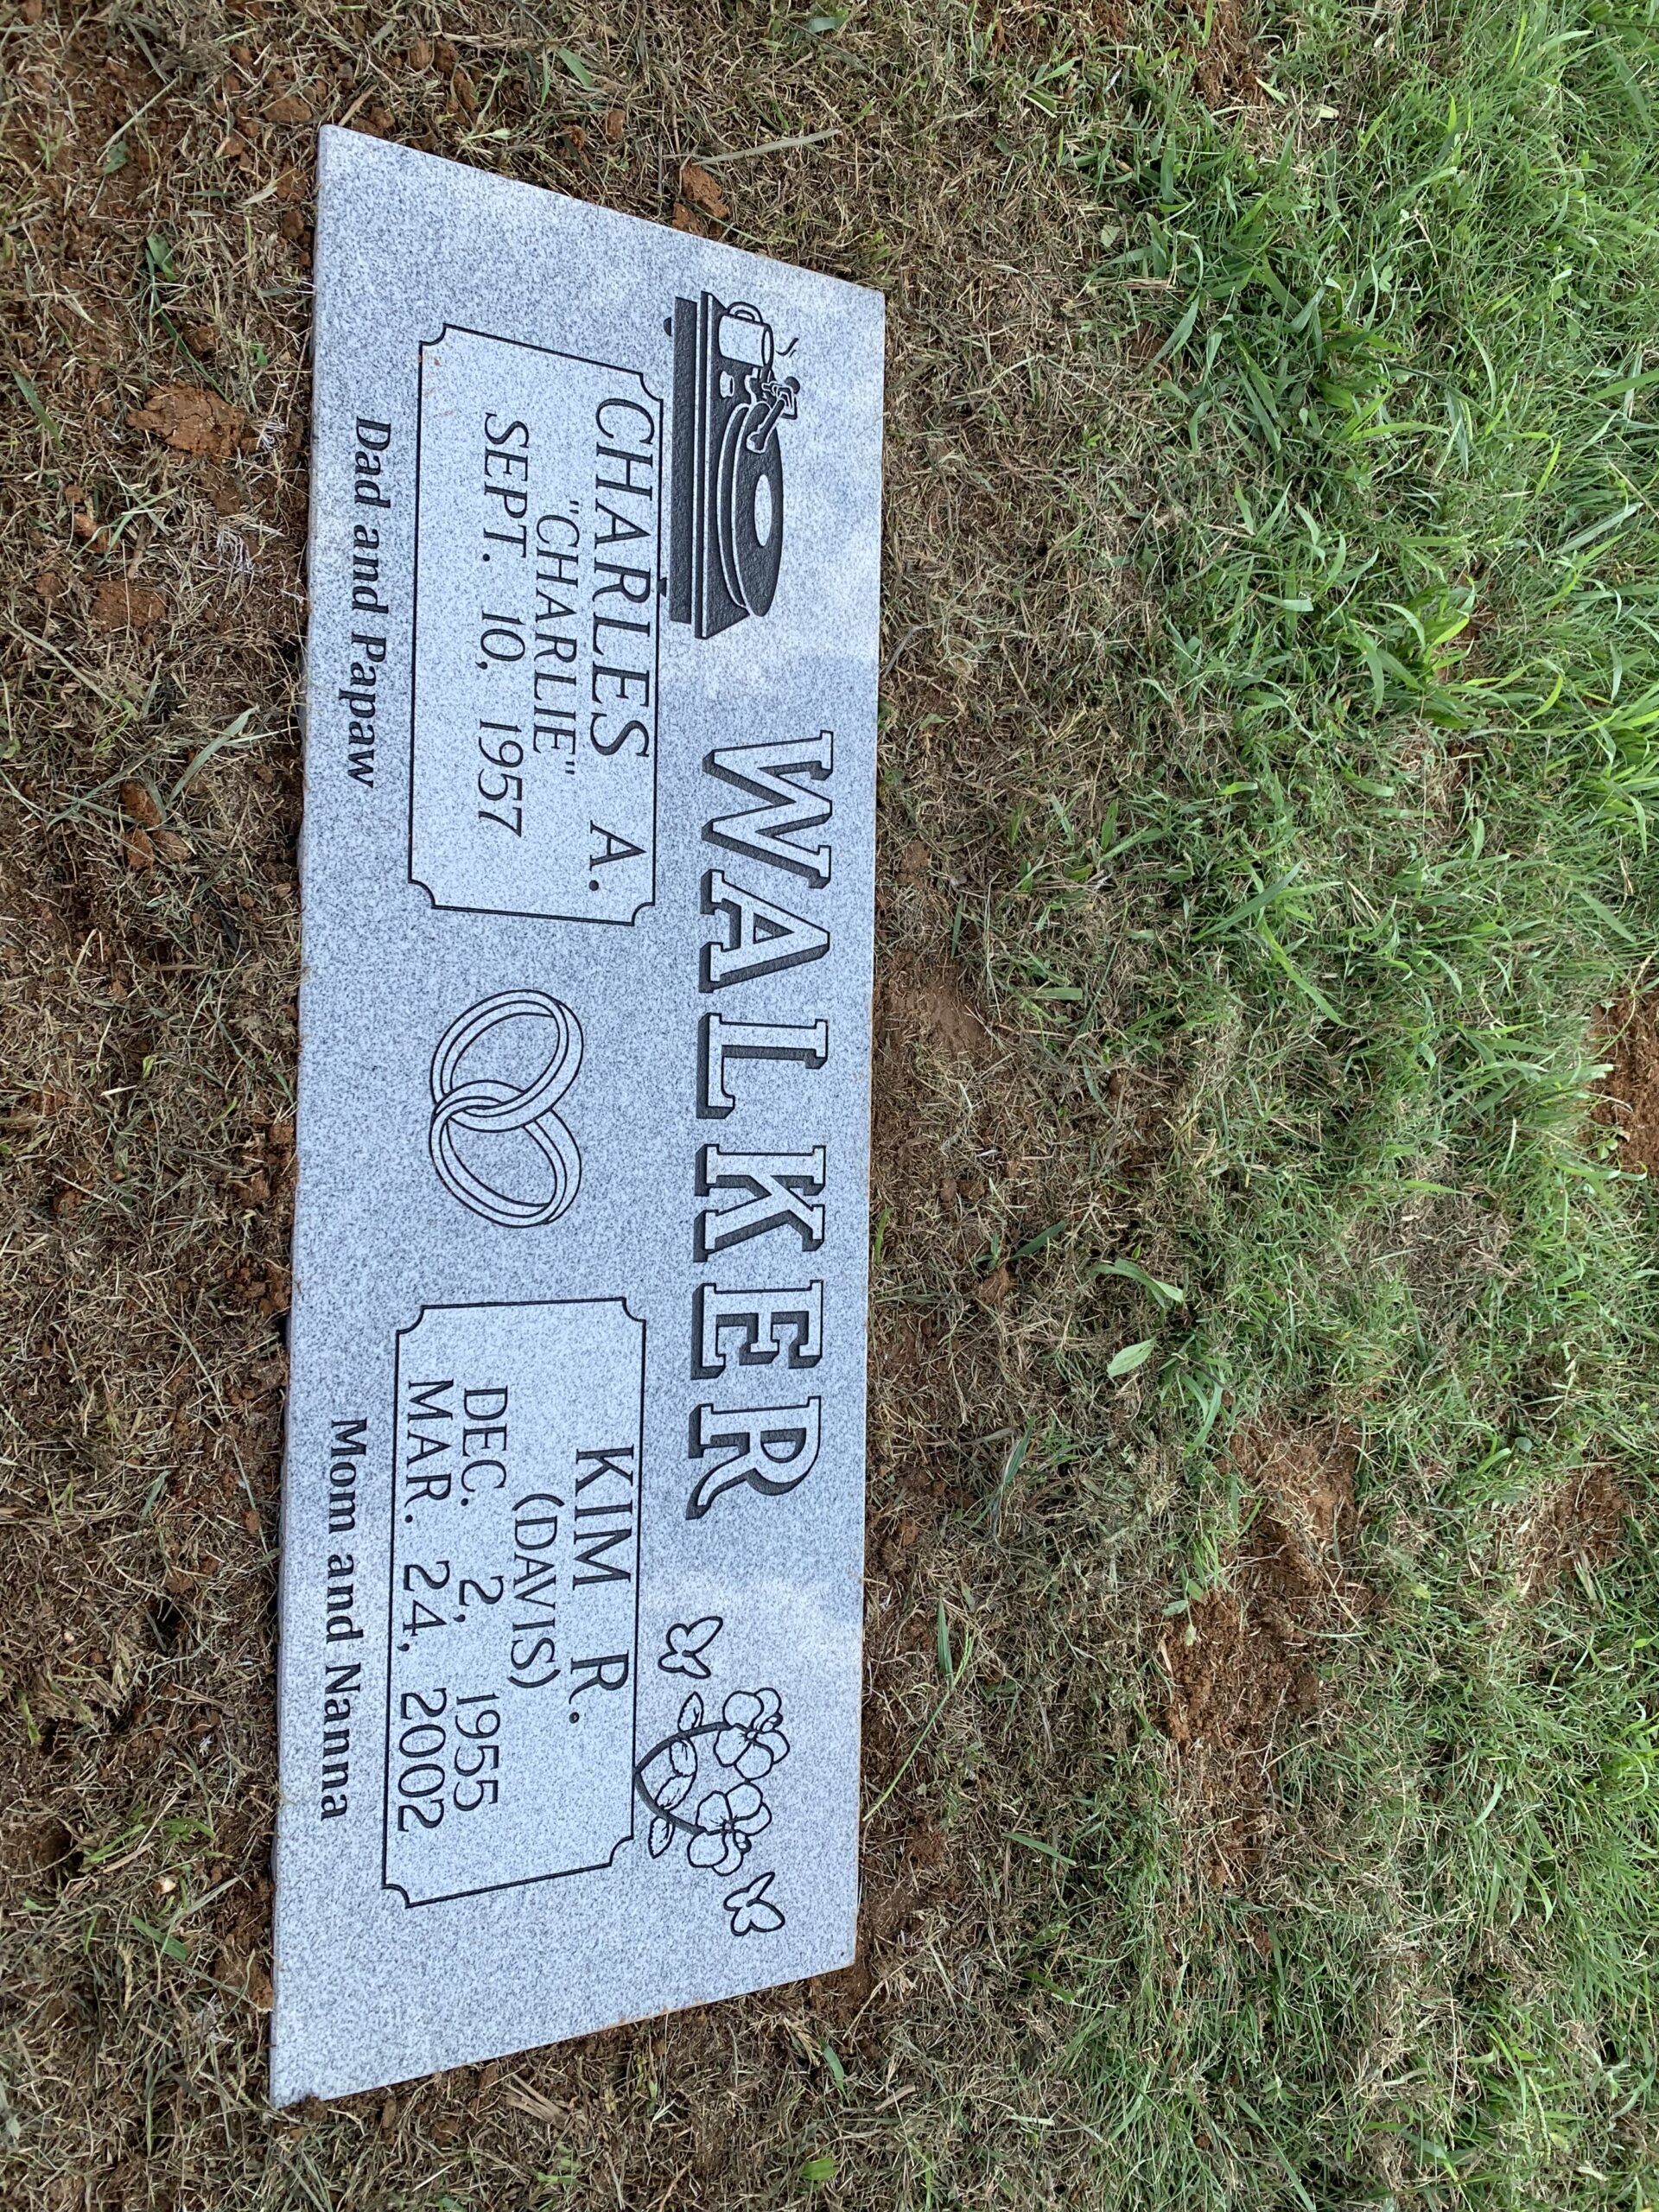 WALKER
CHARLES A.
"CHARLIE"
SEPT. 10, 1957
Dad and Papaw
KIM R.
(DAVIS)
DEC. 2, 1955
MAR. 24, 2002
Mom and Nanna